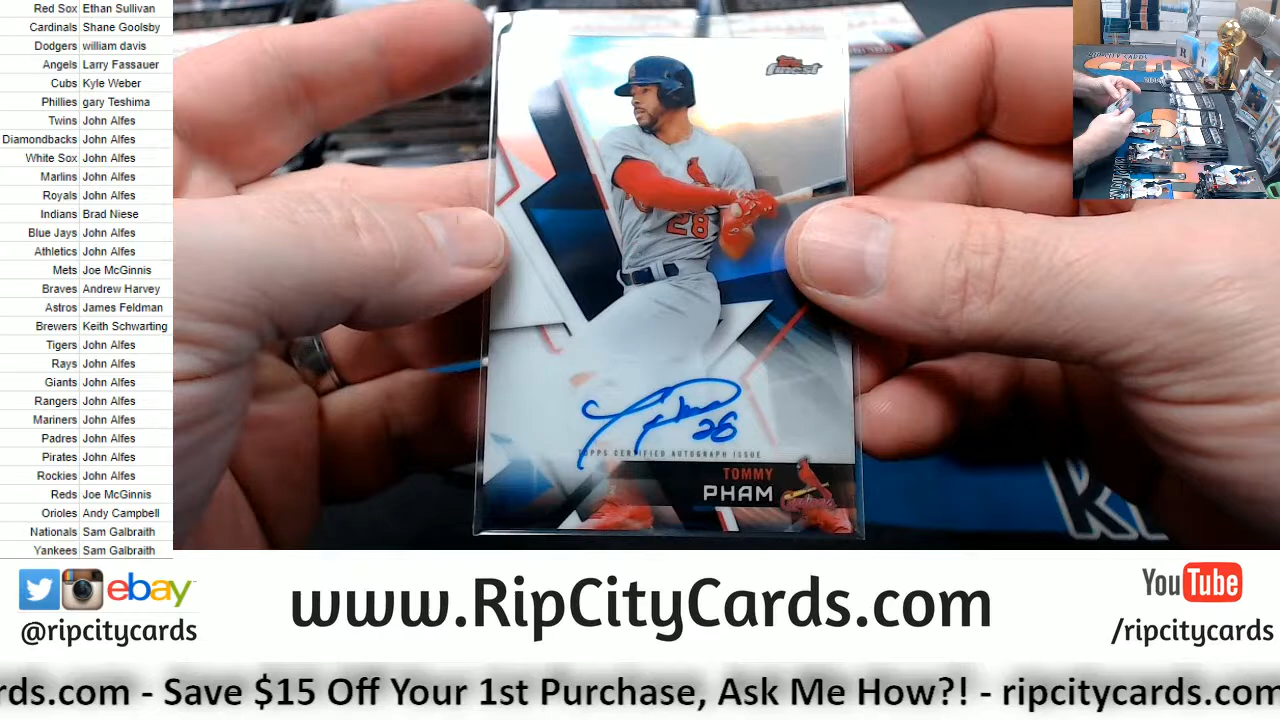 Red Sox Ethan Sullivan
Cardinals Shane Goolsby
Dodgers william davis
Angels Larry Fassauer
Cubs Kyle Weber
Phillies gary Teshima
Twins John Alfes
Diamondbacks John Alfes
White Sox John Alfes
Marlins John Alfes
Royals John Alfes
Indians Brad Niese
Blue Jays Andrew Harvey
Athletics John Alfes
Mets Joe McGinnis
Braves Andrew Harvey
Astros James Feldman
Brewers Keith Schwarting
Tigers John Alfes
Rays John Alfes
Giants John Alfes
Rangers John Alfes
Mariners John Alfes
Padres John Alfes
Pirates John Alfes
Rockies John Alfes
Reds Joe McGinnis
Orioles Andy Campbell
Nationals Sam Galbraith
Yankees Sam Galbraith
Topps
finest
28
28
TOPPS CERTIFIED AUTOGRAPH ISSUE
TOMMY
PHAM
Cardinals
ebay
@ripcitycards
www.RipCityCards.com
YouTube
/ripcitycards
rds.com - Save $15 Off Your 1st Purchase, Ask Me How?! - ripcitycards.com